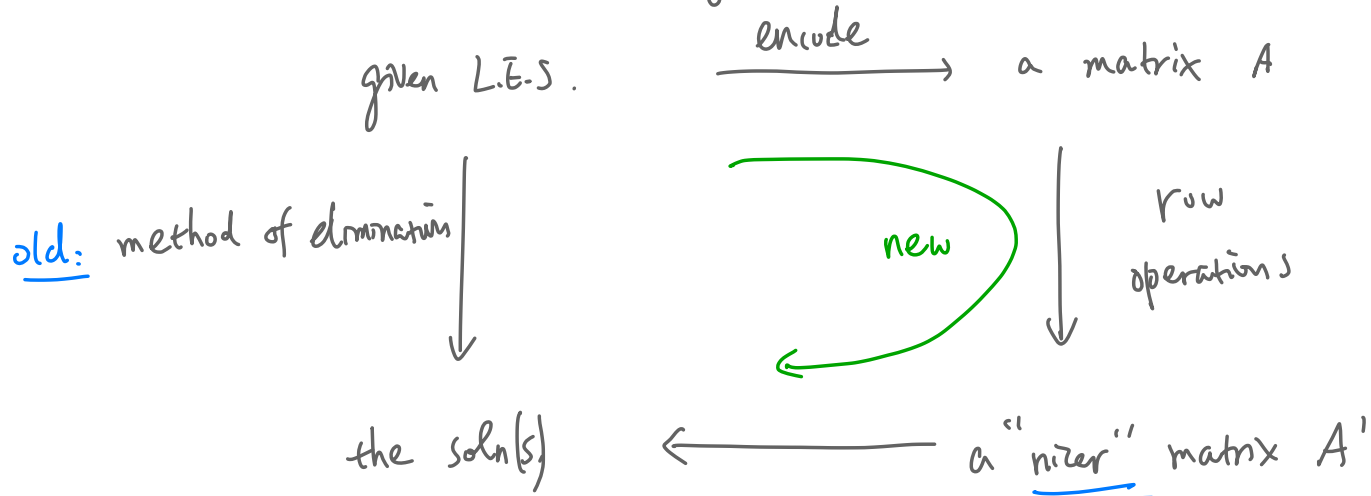 encode
given L.E.S. a matrix A
row
old: method of elimination new
operations
the soln(s) a "nicer" matrix A'